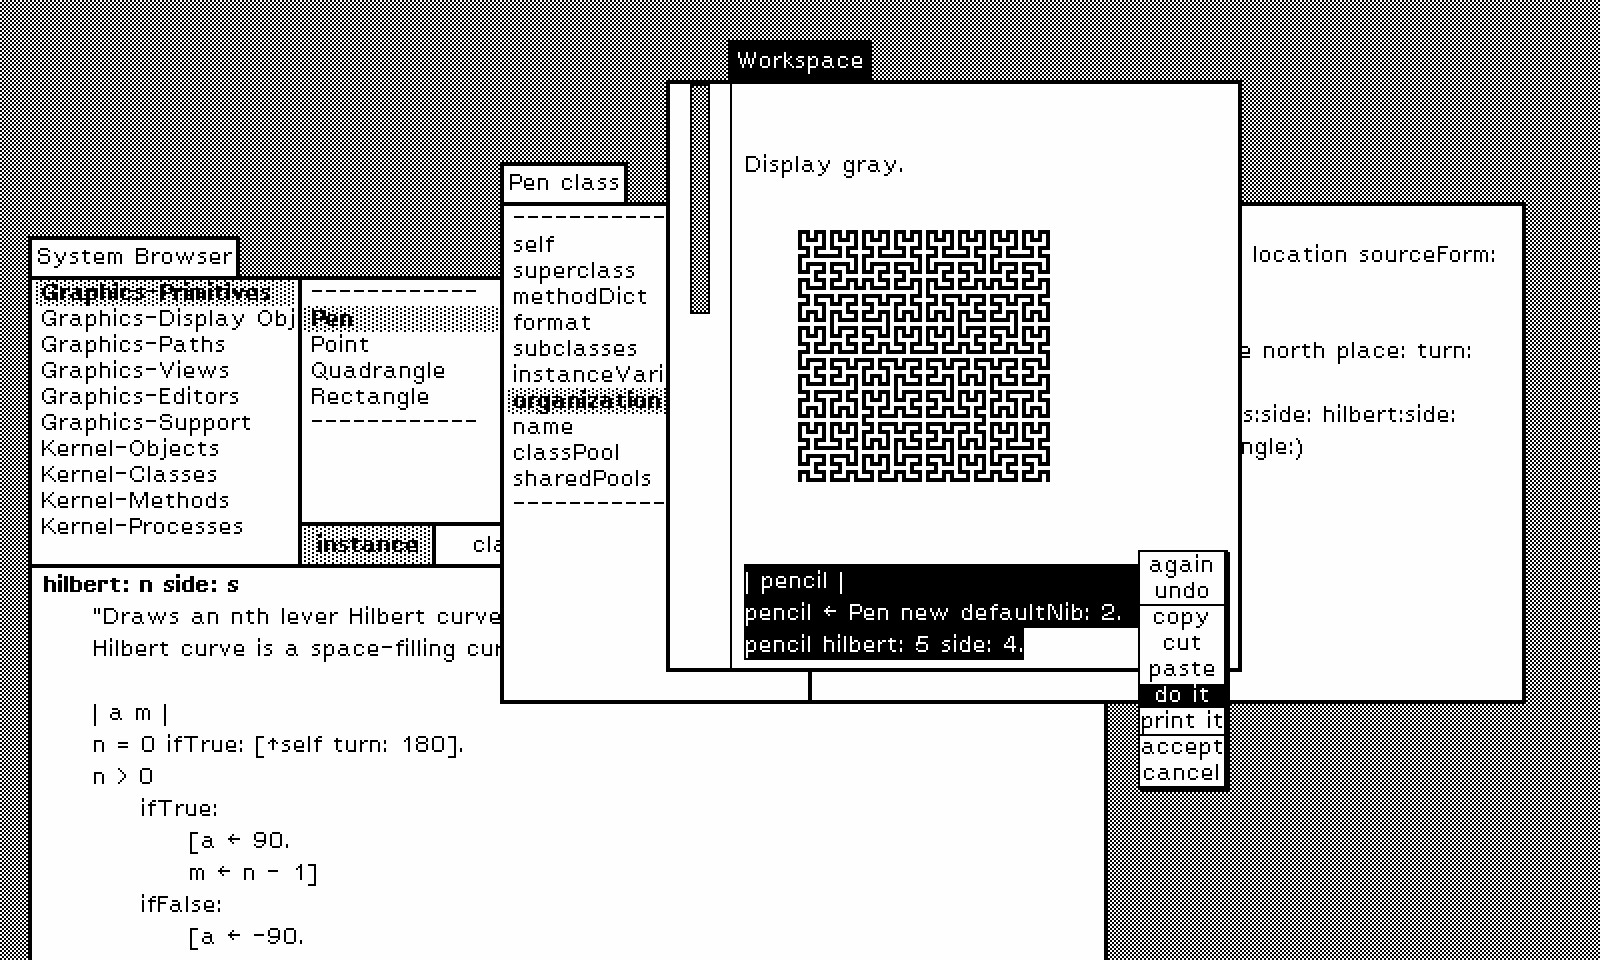 Workspace
Display gray.
| pencil |
pencil ← Pen new defaultNib: 2.
pencil hilbert: 5 side: 4.
again
undo
copy
cut
paste
do it
print it
accept
cancel
Pen class
self
superclass
methodDict
format
subclasses
instanceVari
organization
name
classPool
sharedPools
location sourceForm:
e north place: turn:
s:side: hilbert:side:
ngle:)
System Browser
Graphics-Primitives
Graphics-Display Obj
Graphics-Paths
Graphics-Views
Graphics-Editors
Graphics-Support
Kernel-Objects
Kernel-Classes
Kernel-Methods
Kernel-Processes
Pen
Point
Quadrangle
Rectangle
instance
cla
hilbert: n side: s
"Draws an nth lever Hilbert curve
Hilbert curve is a space-filling cur
| a m |
n = 0 ifTrue: [↑self turn: 180].
n > 0
ifTrue:
[a ← 90.
m ← n - 1]
ifFalse:
[a ← -90.